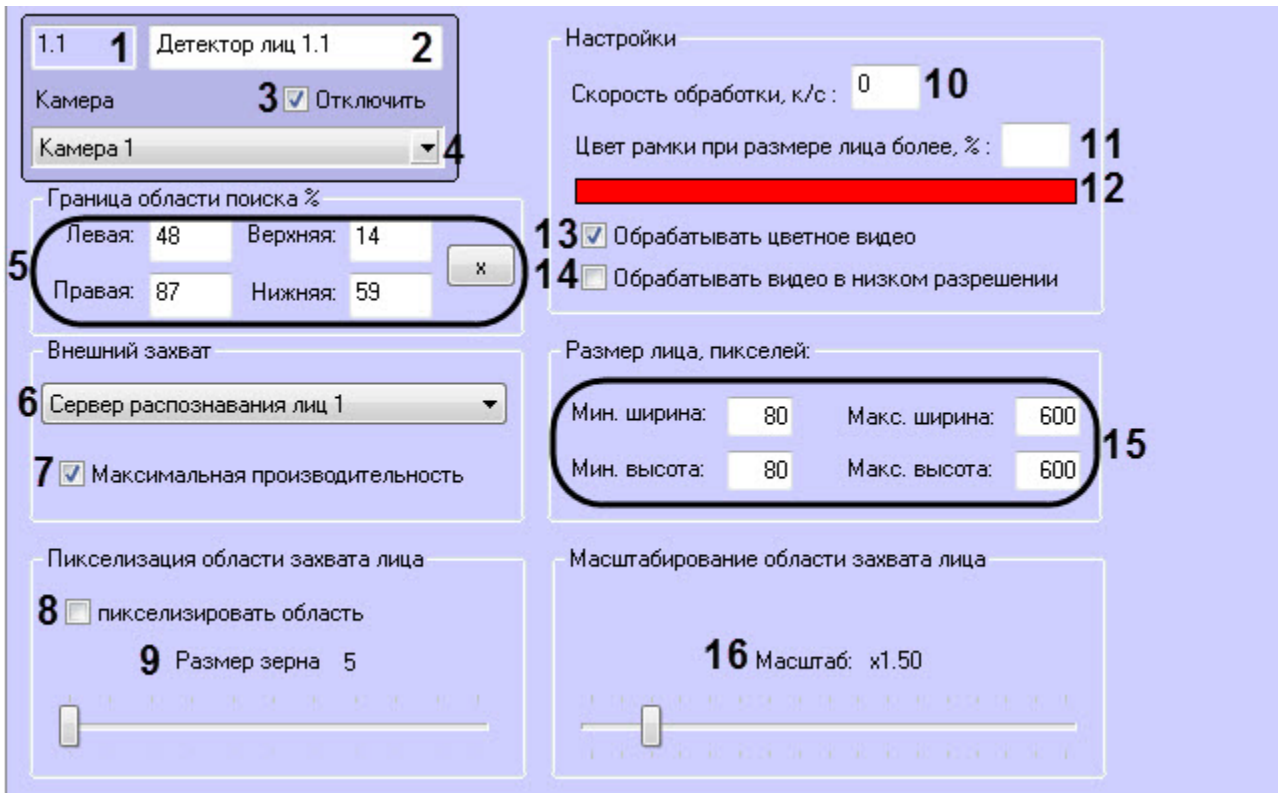 1.1 1 Детектор лиц 1.1 2
Камера 3 Отключить
Камера 1 4
Граница области поиска %
5 Левая: 48 Верхняя: 14
x
Правая: 87 Нижняя: 59
Внешний захват
6 Сервер распознавания лиц 1
7 Максимальная производительность
Пикселизация области захвата лица
8 пикселизировать область
9 Размер зерна 5
Настройки
Скорость обработки, к/с : 0 10
Цвет рамки при размере лица более, % : 11
12
13 Обрабатывать цветное видео
14 Обрабатывать видео в низком разрешении
Размер лица, пикселей:
Мин. ширина: 80 Макс. ширина: 600
15
Мин. высота: 80 Макс. высота: 600
Масштабирование области захвата лица
16 Масштаб: x1.50